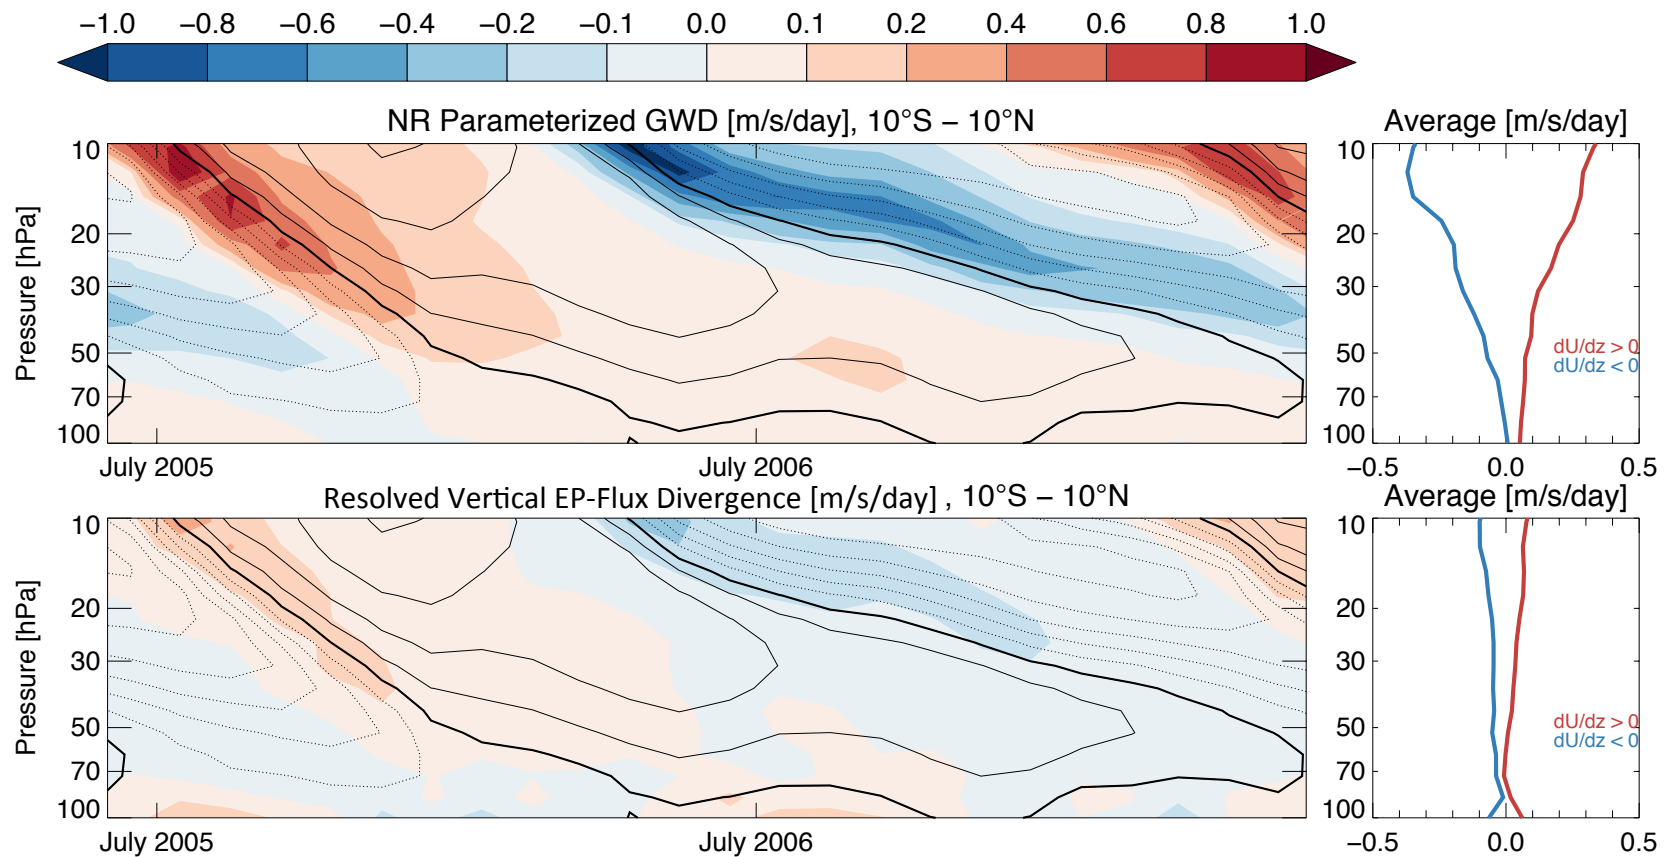 −1.0 −0.8 −0.6 −0.4 −0.2 −0.1 0.0 0.1 0.2 0.4 0.6 0.8 1.0
NR Parameterized GWD [m/s/day], 10°S − 10°N
Average [m/s/day]
Pressure [hPa]
10
20
30
50
70
100
July 2005 July 2006
10
20
30
50
70
100
dU/dz > 0
dU/dz < 0
−0.5 0.0 0.5
Resolved Vertical EP-Flux Divergence [m/s/day] , 10°S − 10°N
Average [m/s/day]
Pressure [hPa]
10
20
30
50
70
100
July 2005 July 2006
10
20
30
50
70
100
dU/dz > 0
dU/dz < 0
−0.5 0.0 0.5